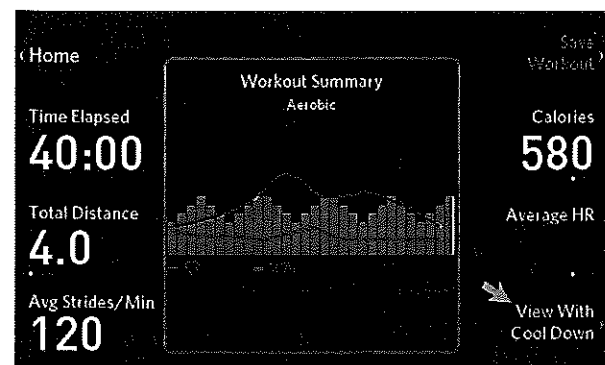 Home
Save
Workout
Workout Summary
Aerobic
Time Elapsed
40:00
Calories
580
Total Distance
4.0
Average HR
Avg Strides/Min
120
View With
Cool Down